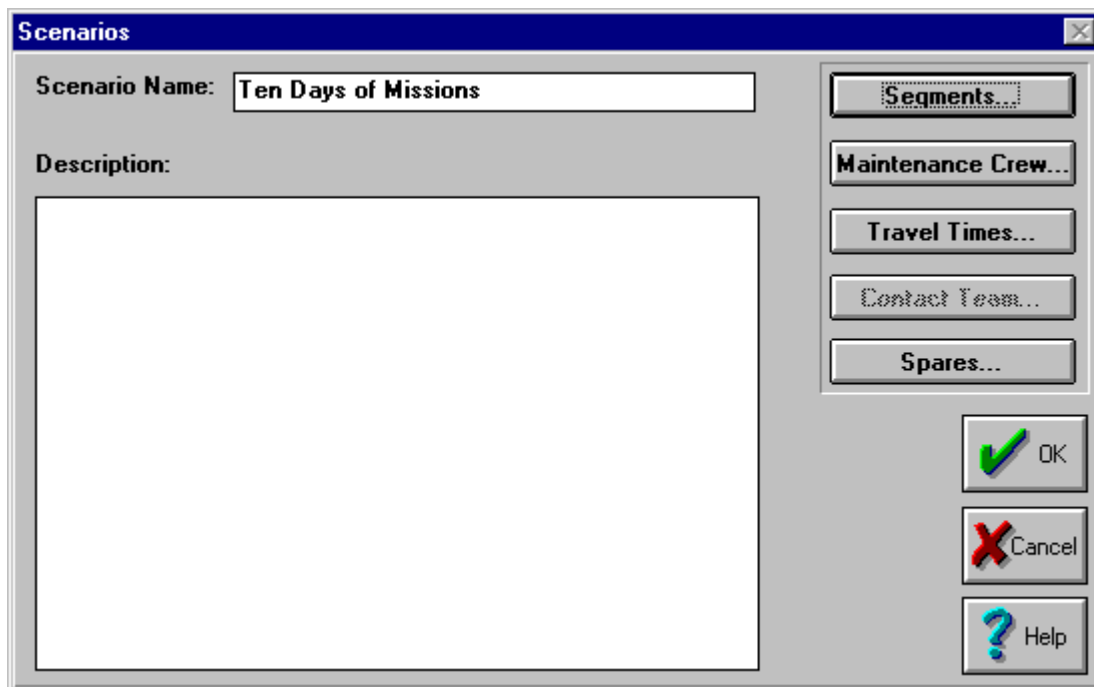 Scenarios
Scenario Name: Ten Days of Missions
Description:
Segments...
Maintenance Crew...
Travel Times...
Contact Team...
Spares...
OK
Cancel
Help